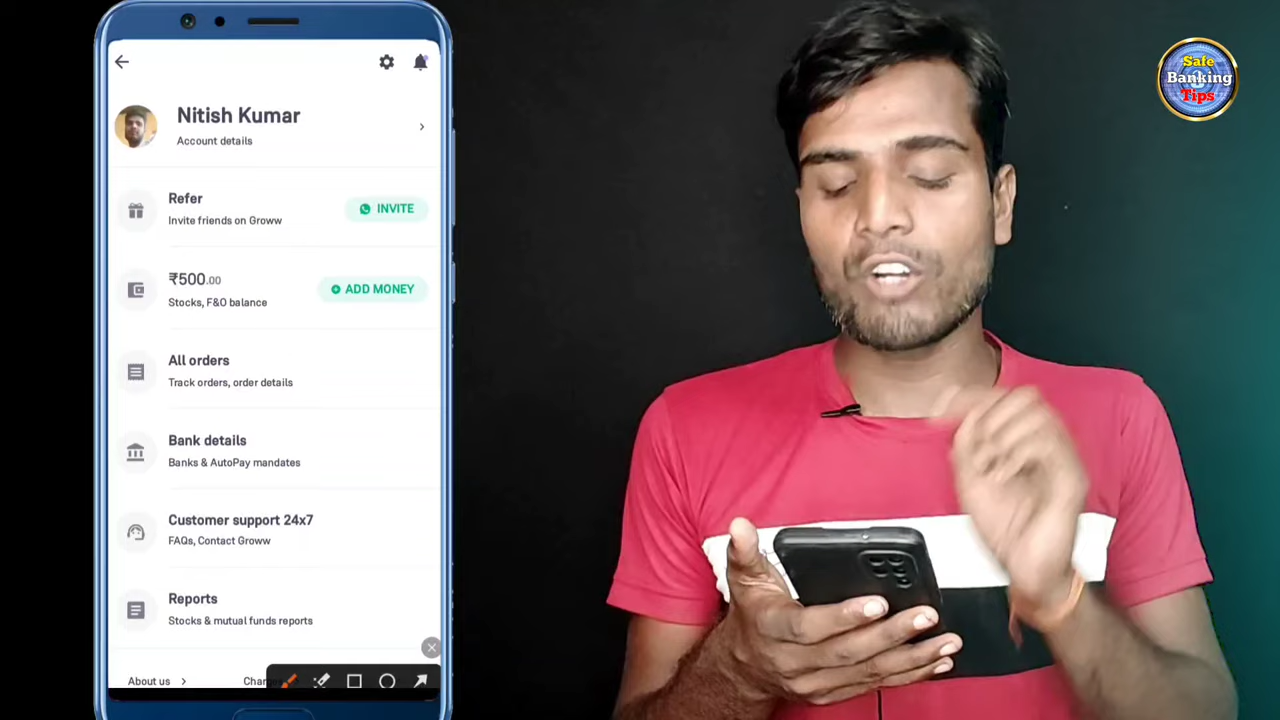 Nitish Kumar
Account details
Refer
Invite friends on Groww
INVITE
₹500.00
Stocks, F&O balance
ADD MONEY
All orders
Track orders, order details
Bank details
Banks & AutoPay mandates
Customer support 24x7
FAQs, Contact Groww
Reports
Stocks & mutual funds reports
About us
Safe
Banking
Tips